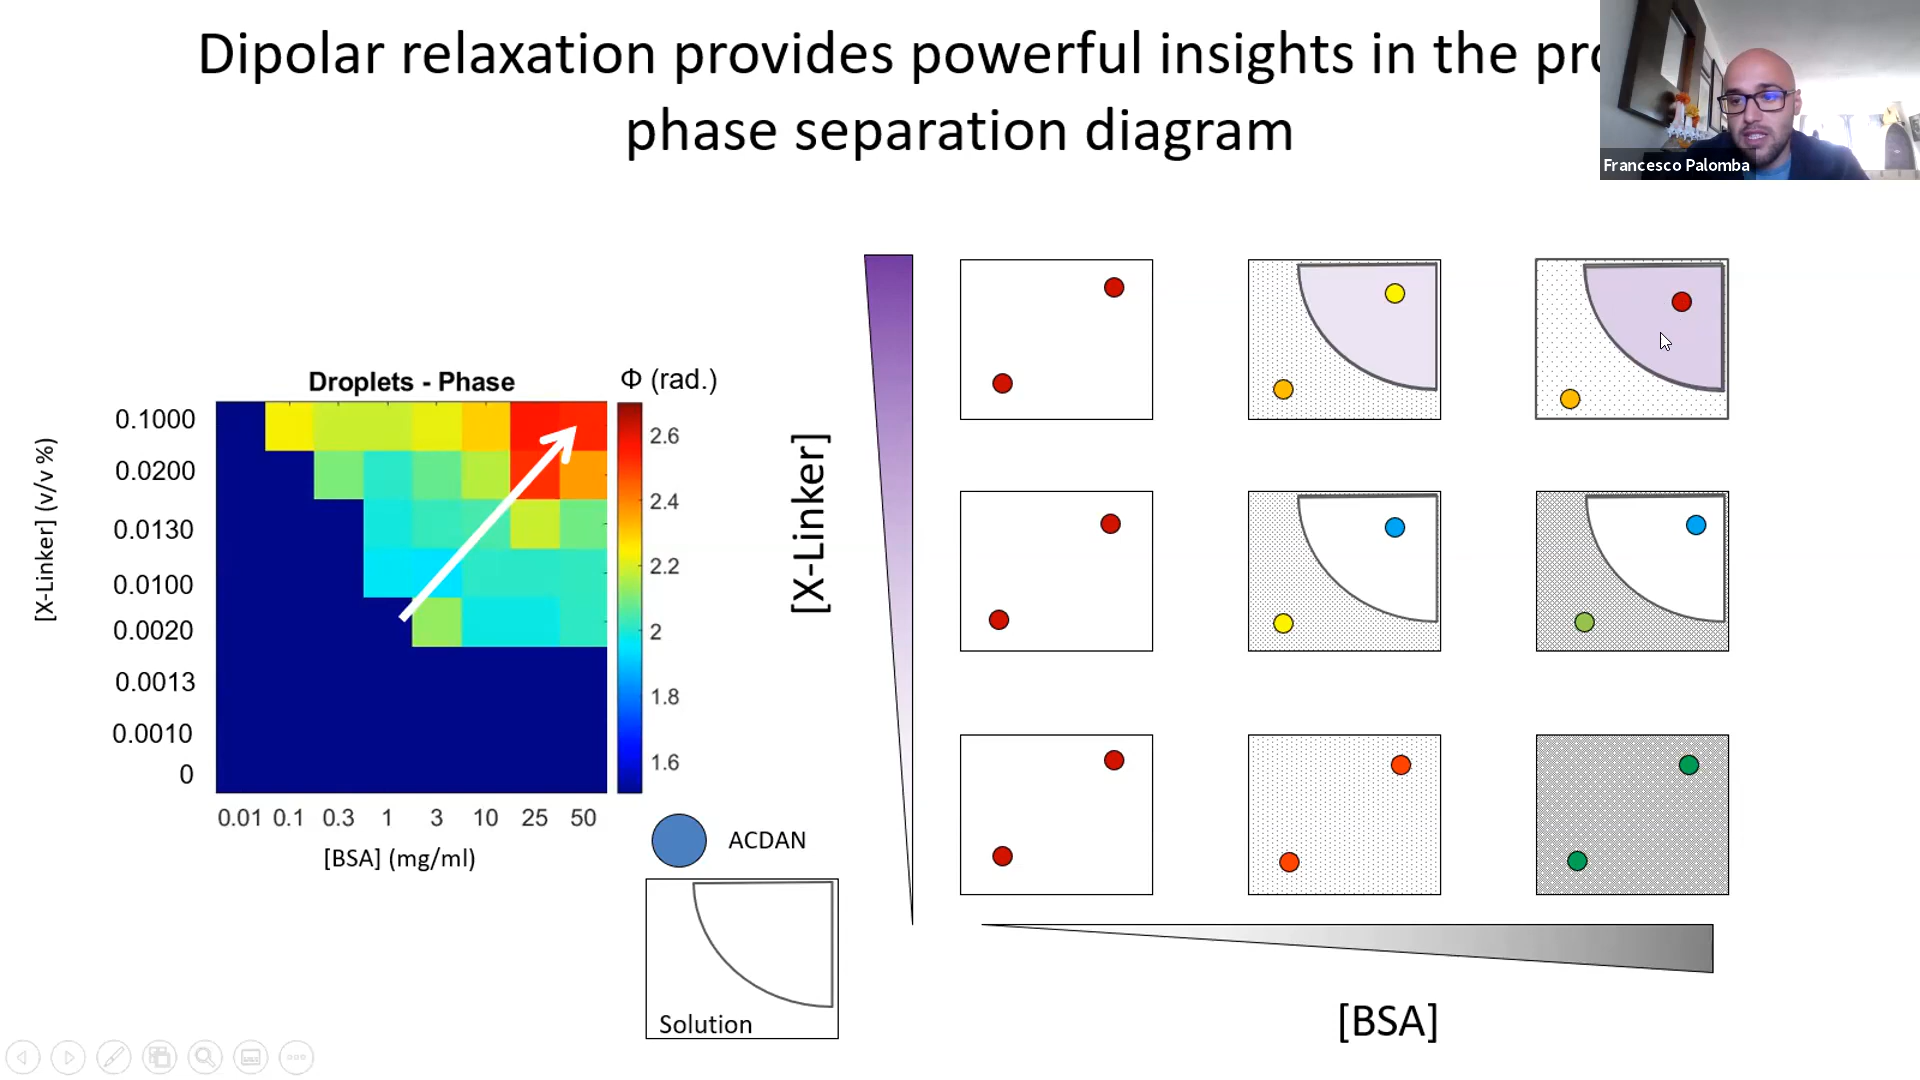 Dipolar relaxation provides powerful insights in the
phase separation diagram
Francesco Palomba
Droplets - Phase
Φ (rad.)
[X-Linker] (v/v %)
0.1000
0.0200
0.0130
0.0100
0.0020
0.0013
0.0010
0
0.01 0.1 0.3 1 3 10 25 50
[BSA] (mg/ml)
2.6
2.4
2.2
2
1.8
1.6
ACDAN
Solution
[X-Linker]
[BSA]